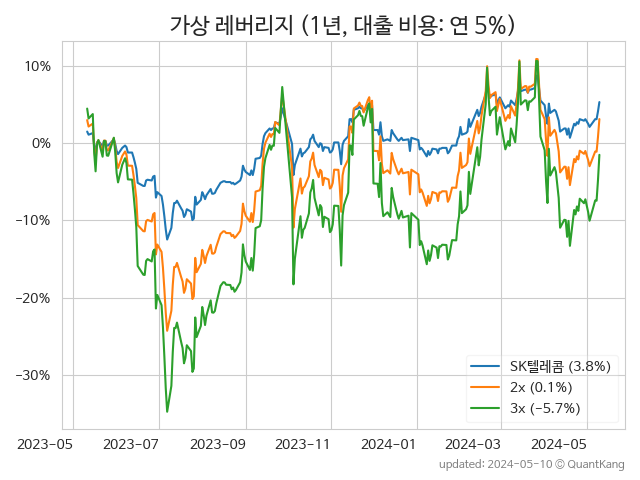 가상 레버리지 (1년, 대출 비용: 연 5%)
10%
0%
−10%
−20%
−30%
SK텔레콤 (3.8%)
2x (0.1%)
3x (−5.7%)
2023-05 2023-07 2023-09 2023-11 2024-01 2024-03 2024-05
updated: 2024-05-10 ⓒ QuantKang